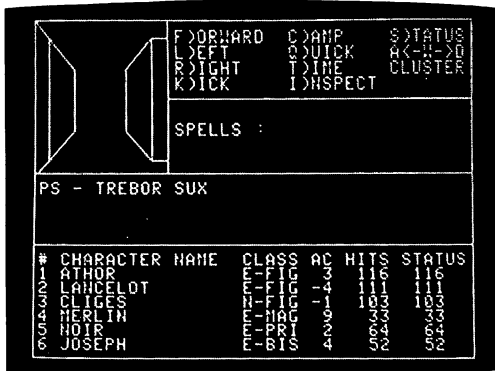 F)ORWARD C)AMP S)TATUS
L)EFT Q)UICK A<-W->D
R)IGHT T)IME CLUSTER
K)ICK I)NSPECT
SPELLS :
PS - TREBOR SUX
# CHARACTER NAME CLASS AC HITS STATUS
1 ATHOR E-FIG 3 116 116
2 LANCELOT E-FIG -4 111 111
3 CLIGES N-FIG -1 103 103
4 MERLIN E-MAG 9 33 33
5 NOIR E-PRI 2 64 64
6 JOSEPH E-BIS 4 52 52